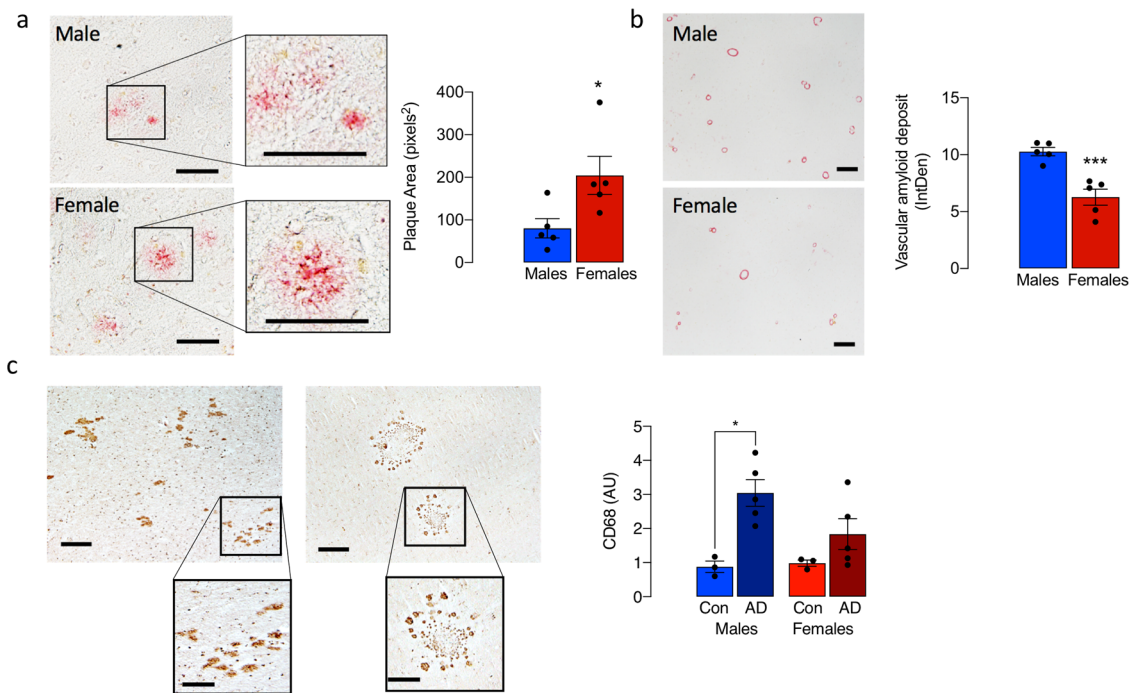 a
Male
Female
Plaque Area (pixels²)
400
300
200
100
0
*
Males Females
b
Male
Female
Vascular amyloid deposit
(IntDen)
15
10
5
0
***
Males Females
c
CD68 (AU)
5
4
3
2
1
0
*
Con AD Con AD
Males Females